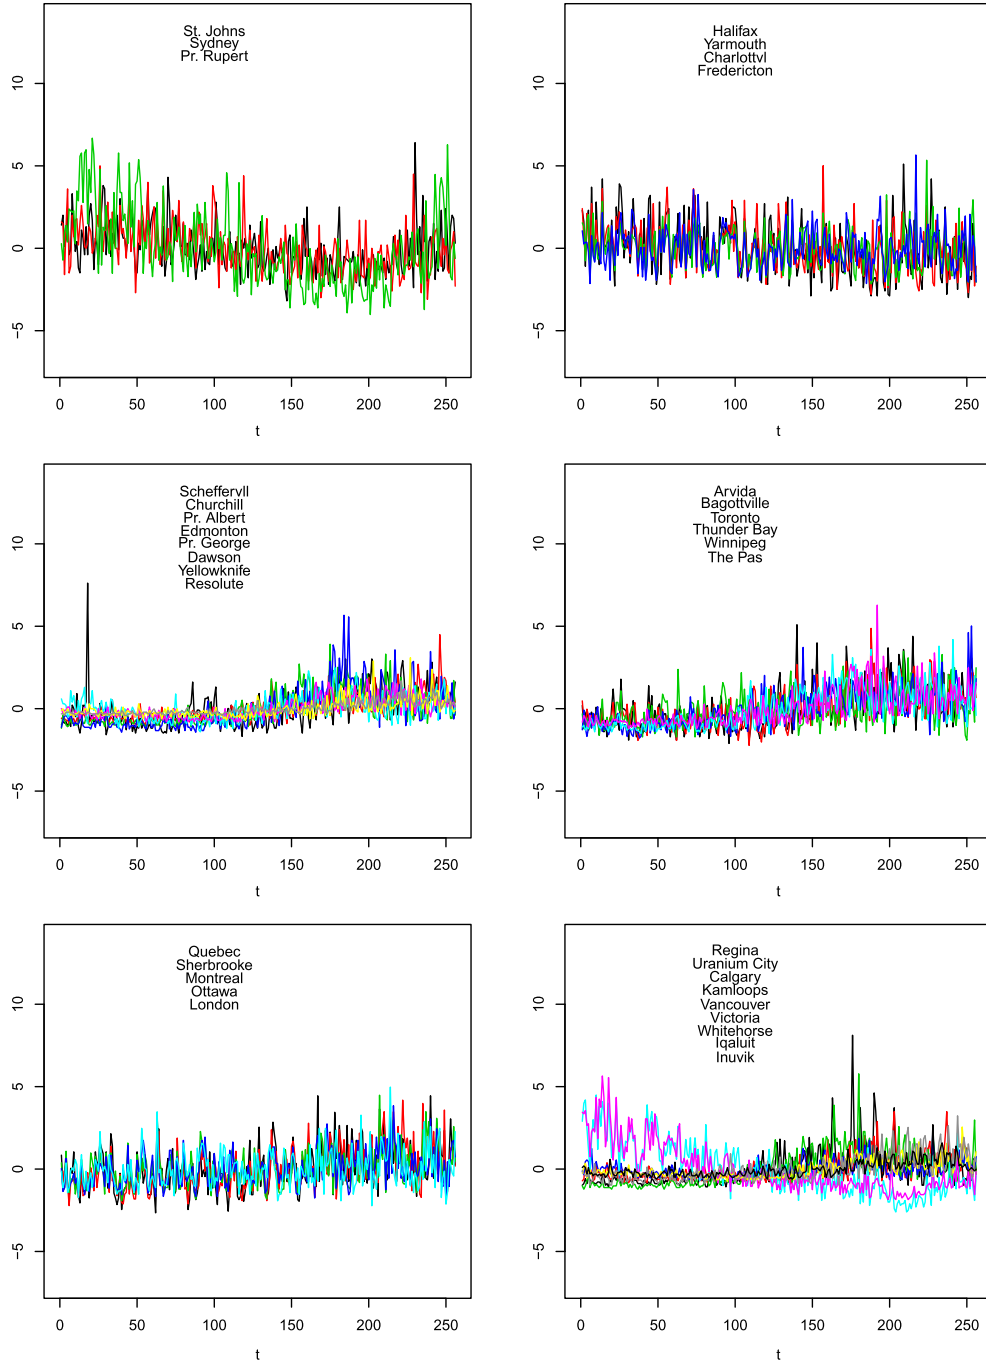 St. Johns
Sydney
Pr. Rupert
10
5
0
−5
0 50 100 150 200 250
t
Halifax
Yarmouth
Charlottvl
Fredericton
10
5
0
−5
0 50 100 150 200 250
t
Scheffervll
Churchill
Pr. Albert
Edmonton
Pr. George
Dawson
Yellowknife
Resolute
10
5
0
−5
0 50 100 150 200 250
t
Arvida
Bagottville
Toronto
Thunder Bay
Winnipeg
The Pas
10
5
0
−5
0 50 100 150 200 250
t
Quebec
Sherbrooke
Montreal
Ottawa
London
10
5
0
−5
0 50 100 150 200 250
t
Regina
Uranium City
Calgary
Kamloops
Vancouver
Victoria
Whitehorse
Iqaluit
Inuvik
10
5
0
−5
0 50 100 150 200 250
t